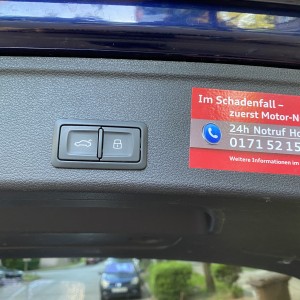 Im Schadenfall –
zuerst Motor-N
24h Notruf Ho
0171 52 15
Weitere Informationen im